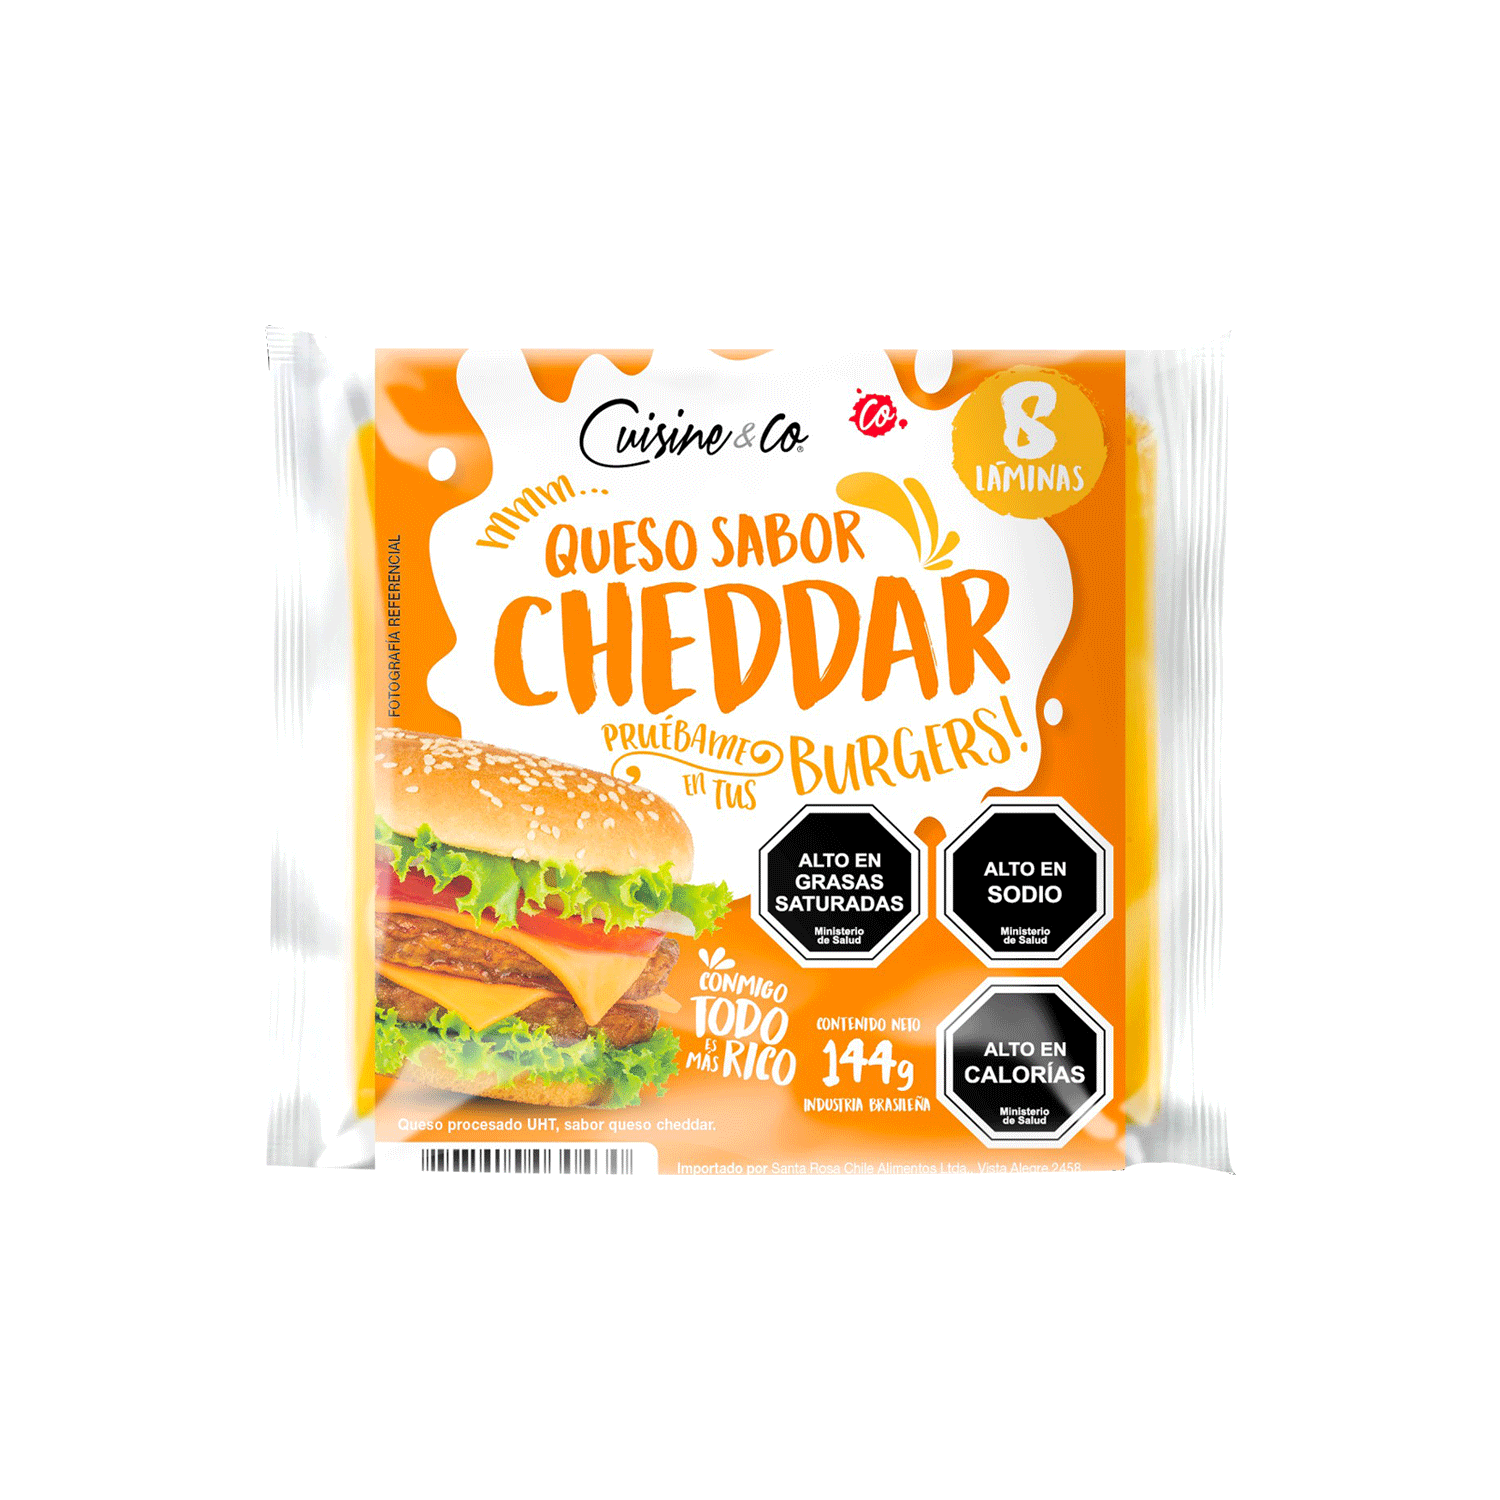 Cuisine & Co®
Co
8
LÁMINAS
mmm...
QUESO SABOR
CHEDDAR
PRUÉBAME
EN TUS
BURGERS!
FOTOGRAFÍA REFERENCIAL
ALTO EN
GRASAS
SATURADAS
Ministerio
de Salud
ALTO EN
SODIO
Ministerio
de Salud
CONMIGO
TODO
ES
MÁS RICO
CONTENIDO NETO
144g
INDUSTRIA BRASILEÑA
ALTO EN
CALORÍAS
Ministerio
de Salud
Queso procesado UHT, sabor queso cheddar.
Importado por Santa Rosa Chile Alimentos Ltda., Vista Alegre 2458